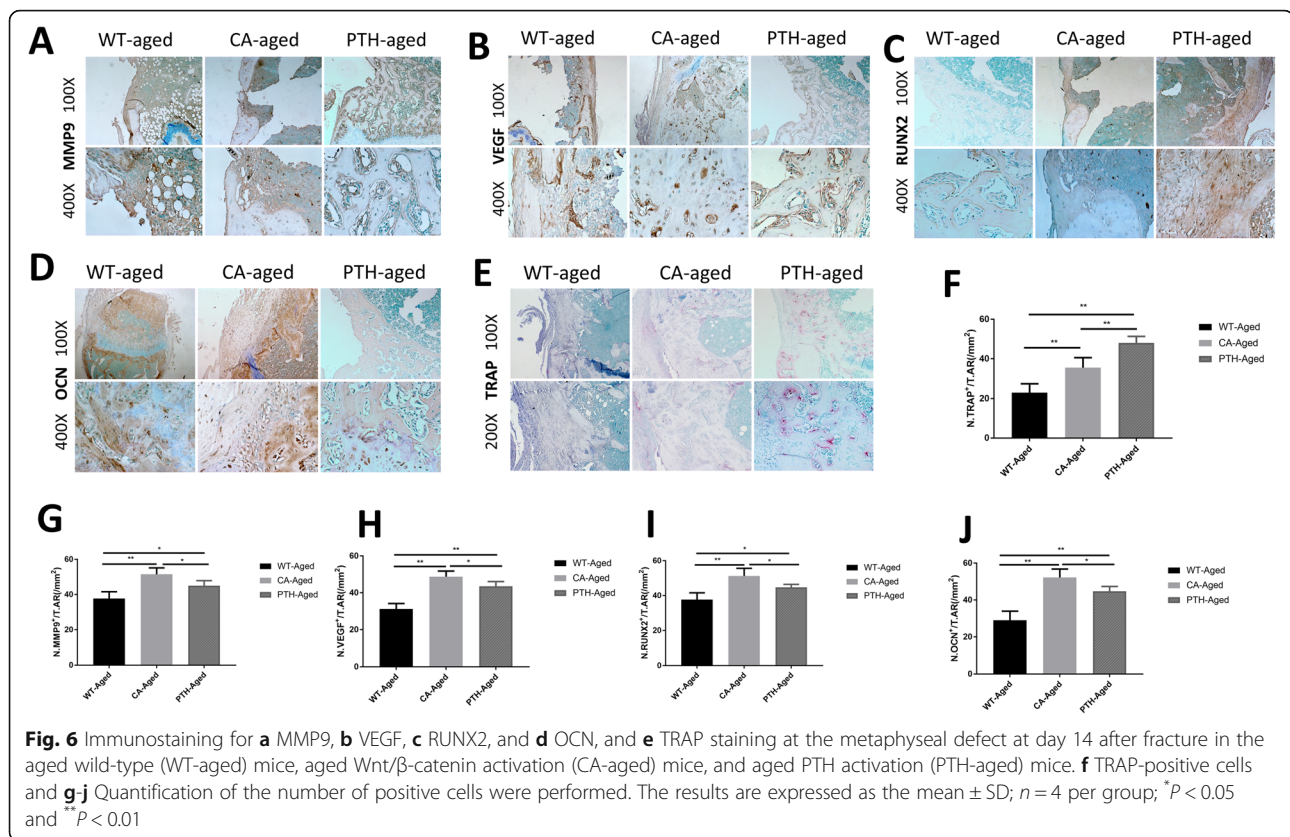 A
WT-aged CA-aged PTH-aged
MMP9
100X
400X
B
WT-aged CA-aged PTH-aged
VEGF
100X
400X
C
WT-aged CA-aged PTH-aged
RUNX2
100X
400X
D
WT-aged CA-aged PTH-aged
OCN
100X
400X
E
WT-aged CA-aged PTH-aged
TRAP
100X
200X
F
N.TRAP⁺/T.AR(/mm²)
60
40
20
0
**
** **
WT-Aged CA-Aged PTH-Aged
WT-Aged
CA-Aged
PTH-Aged
G
N.MMP9⁺/T.AR(/mm²)
60
40
20
0
*
** *
WT-Aged CA-Aged PTH-Aged
WT-Aged
CA-Aged
PTH-Aged
H
N.VEGF⁺/T.AR(/mm²)
60
40
20
0
**
** *
WT-Aged CA-Aged PTH-Aged
WT-Aged
CA-Aged
PTH-Aged
I
N.RUNX2⁺/T.AR(/mm²)
60
40
20
0
*
** *
WT-Aged CA-Aged PTH-Aged
WT-Aged
CA-Aged
PTH-Aged
J
N.OCN⁺/T.AR(/mm²)
60
40
20
0
**
** *
WT-Aged CA-Aged PTH-Aged
WT-Aged
CA-Aged
PTH-Aged
Fig. 6 Immunostaining for a MMP9, b VEGF, c RUNX2, and d OCN, and e TRAP staining at the metaphyseal defect at day 14 after fracture in the
aged wild-type (WT-aged) mice, aged Wnt/β-catenin activation (CA-aged) mice, and aged PTH activation (PTH-aged) mice. f TRAP-positive cells
and g-j Quantification of the number of positive cells were performed. The results are expressed as the mean ± SD; n = 4 per group; *P < 0.05
and **P < 0.01